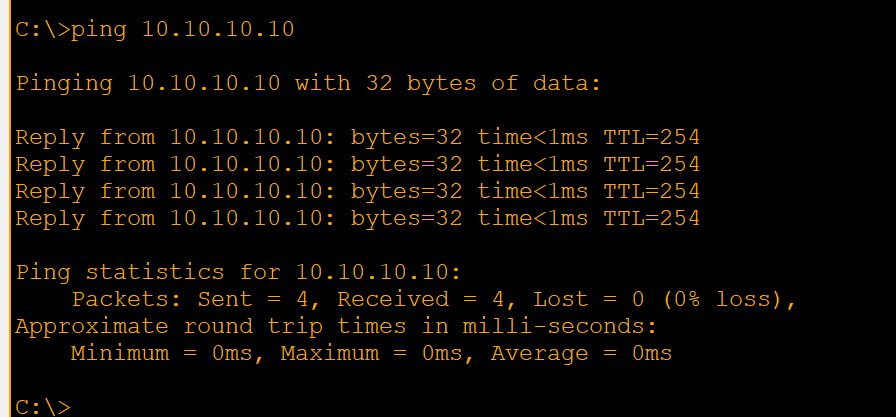 C:\>ping 10.10.10.10
Pinging 10.10.10.10 with 32 bytes of data:
Reply from 10.10.10.10: bytes=32 time<1ms TTL=254
Reply from 10.10.10.10: bytes=32 time<1ms TTL=254
Reply from 10.10.10.10: bytes=32 time<1ms TTL=254
Reply from 10.10.10.10: bytes=32 time<1ms TTL=254
Ping statistics for 10.10.10.10:
    Packets: Sent = 4, Received = 4, Lost = 0 (0% loss),
Approximate round trip times in milli-seconds:
    Minimum = 0ms, Maximum = 0ms, Average = 0ms
C:\>